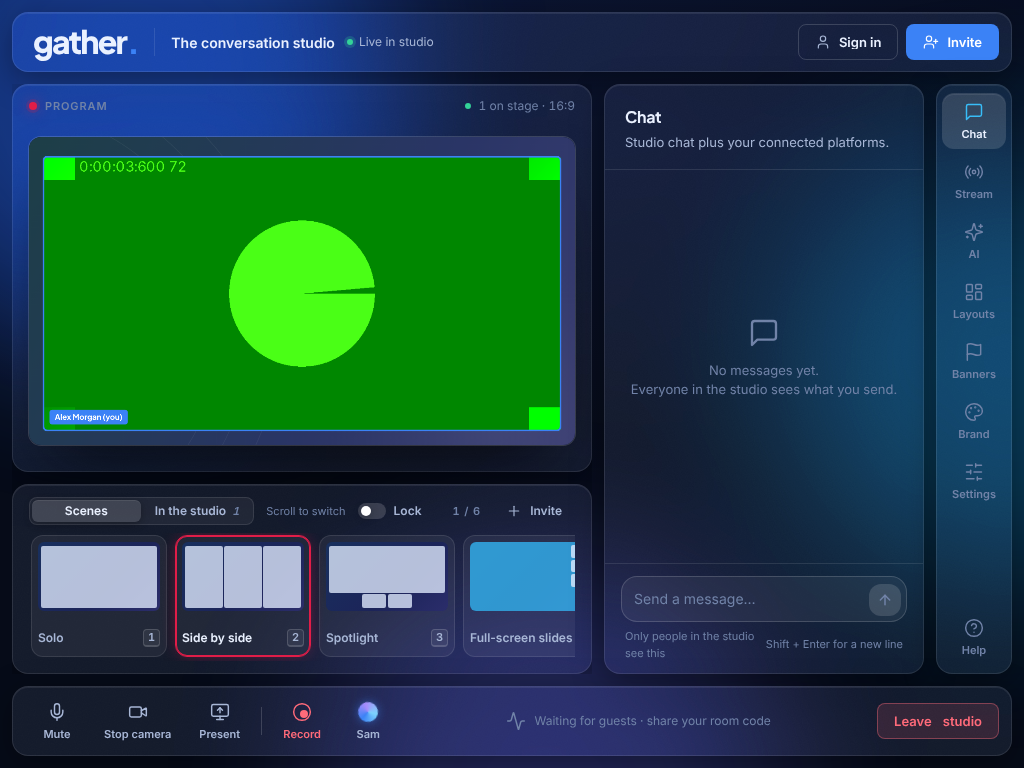 gather.
The conversation studio
Live in studio
Sign in
Invite
PROGRAM
1 on stage · 16:9
0:00:03:600 72
Alex Morgan (you)
Scenes
In the studio 1
Scroll to switch
Lock
1 / 6
Invite
Solo
1
Side by side
2
Spotlight
3
Full-screen slides
Chat
Studio chat plus your connected platforms.
No messages yet.
Everyone in the studio sees what you send.
Send a message...
Only people in the studio
see this
Shift + Enter for a new line
Chat
Stream
AI
Layouts
Banners
Brand
Settings
Help
Mute
Stop camera
Present
Record
Sam
Waiting for guests · share your room code
Leave studio